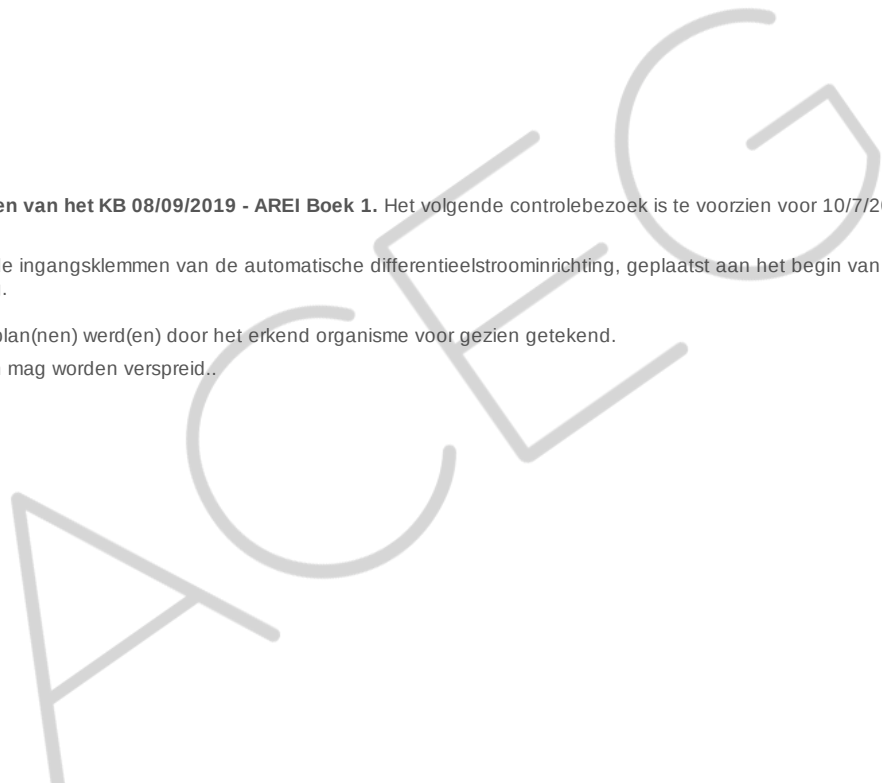 en van het KB 08/09/2019 - AREI Boek 1. Het volgende controlebezoek is te voorzien voor 10/7/20
e ingangsklemmen van de automatische differentieelstroominrichting, geplaatst aan het begin van
.
plan(nen) werd(en) door het erkend organisme voor gezien getekend.
mag worden verspreid..
ACEG